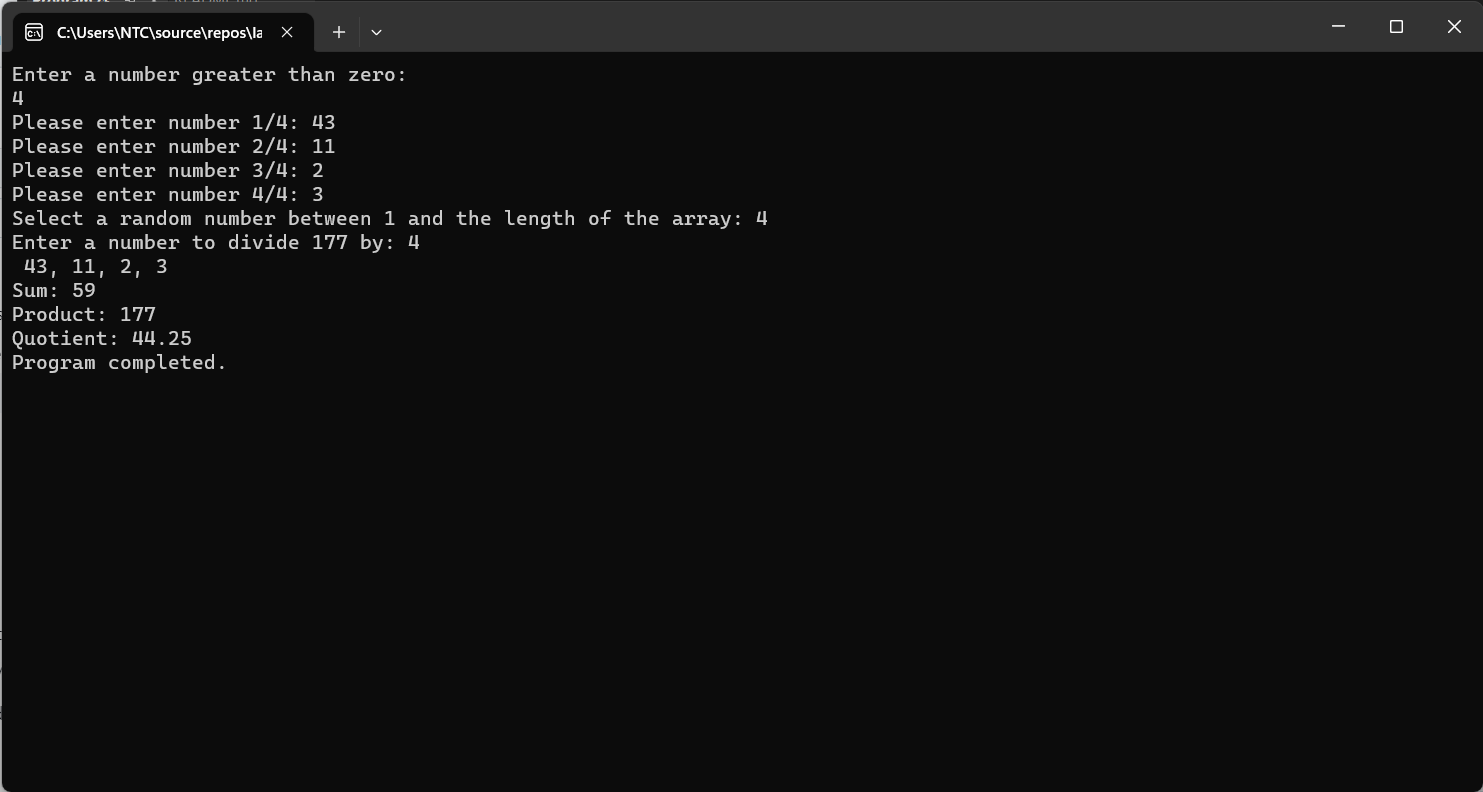 C:\Users\NTC\source\repos\la
Enter a number greater than zero:
4
Please enter number 1/4: 43
Please enter number 2/4: 11
Please enter number 3/4: 2
Please enter number 4/4: 3
Select a random number between 1 and the length of the array: 4
Enter a number to divide 177 by: 4
 43, 11, 2, 3
Sum: 59
Product: 177
Quotient: 44.25
Program completed.